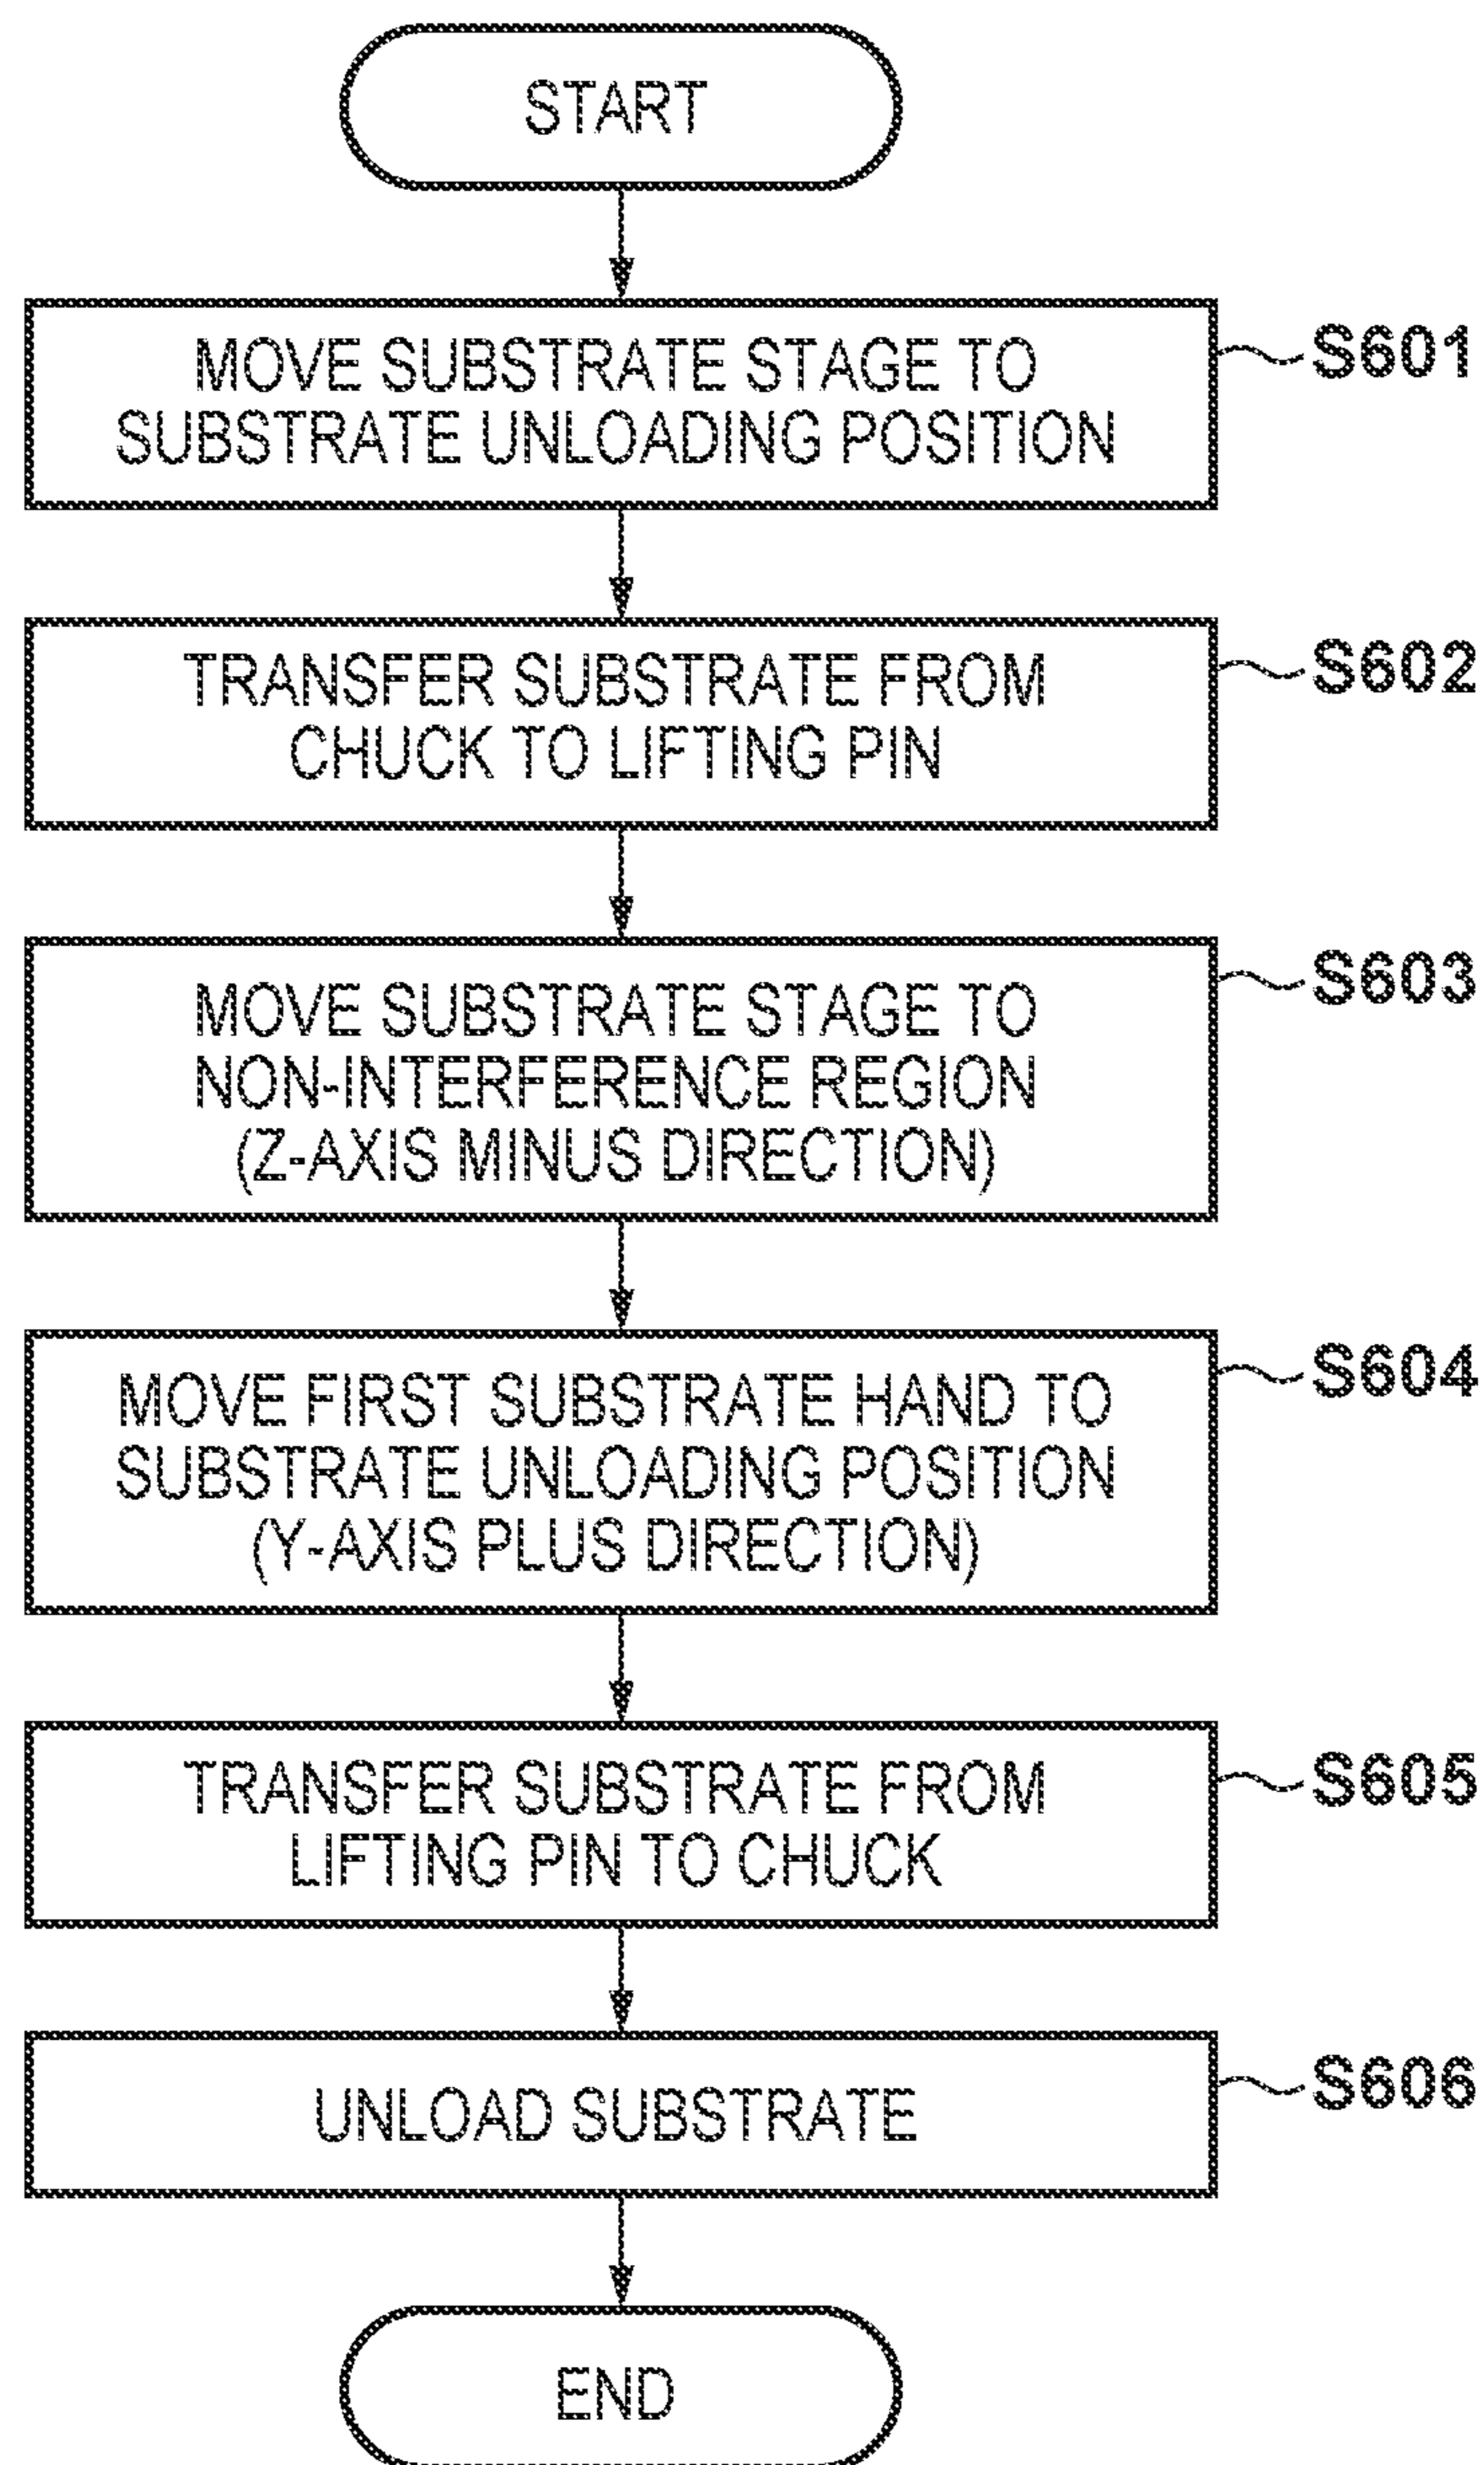 START
MOVE SUBSTRATE STAGE TO
SUBSTRATE UNLOADING POSITION
S601
TRANSFER SUBSTRATE FROM
CHUCK TO LIFTING PIN
S602
MOVE SUBSTRATE STAGE TO
NON-INTERFERENCE REGION
(Z-AXIS MINUS DIRECTION)
S603
MOVE FIRST SUBSTRATE HAND TO
SUBSTRATE UNLOADING POSITION
(Y-AXIS PLUS DIRECTION)
S604
TRANSFER SUBSTRATE FROM
LIFTING PIN TO CHUCK
S605
UNLOAD SUBSTRATE
S606
END